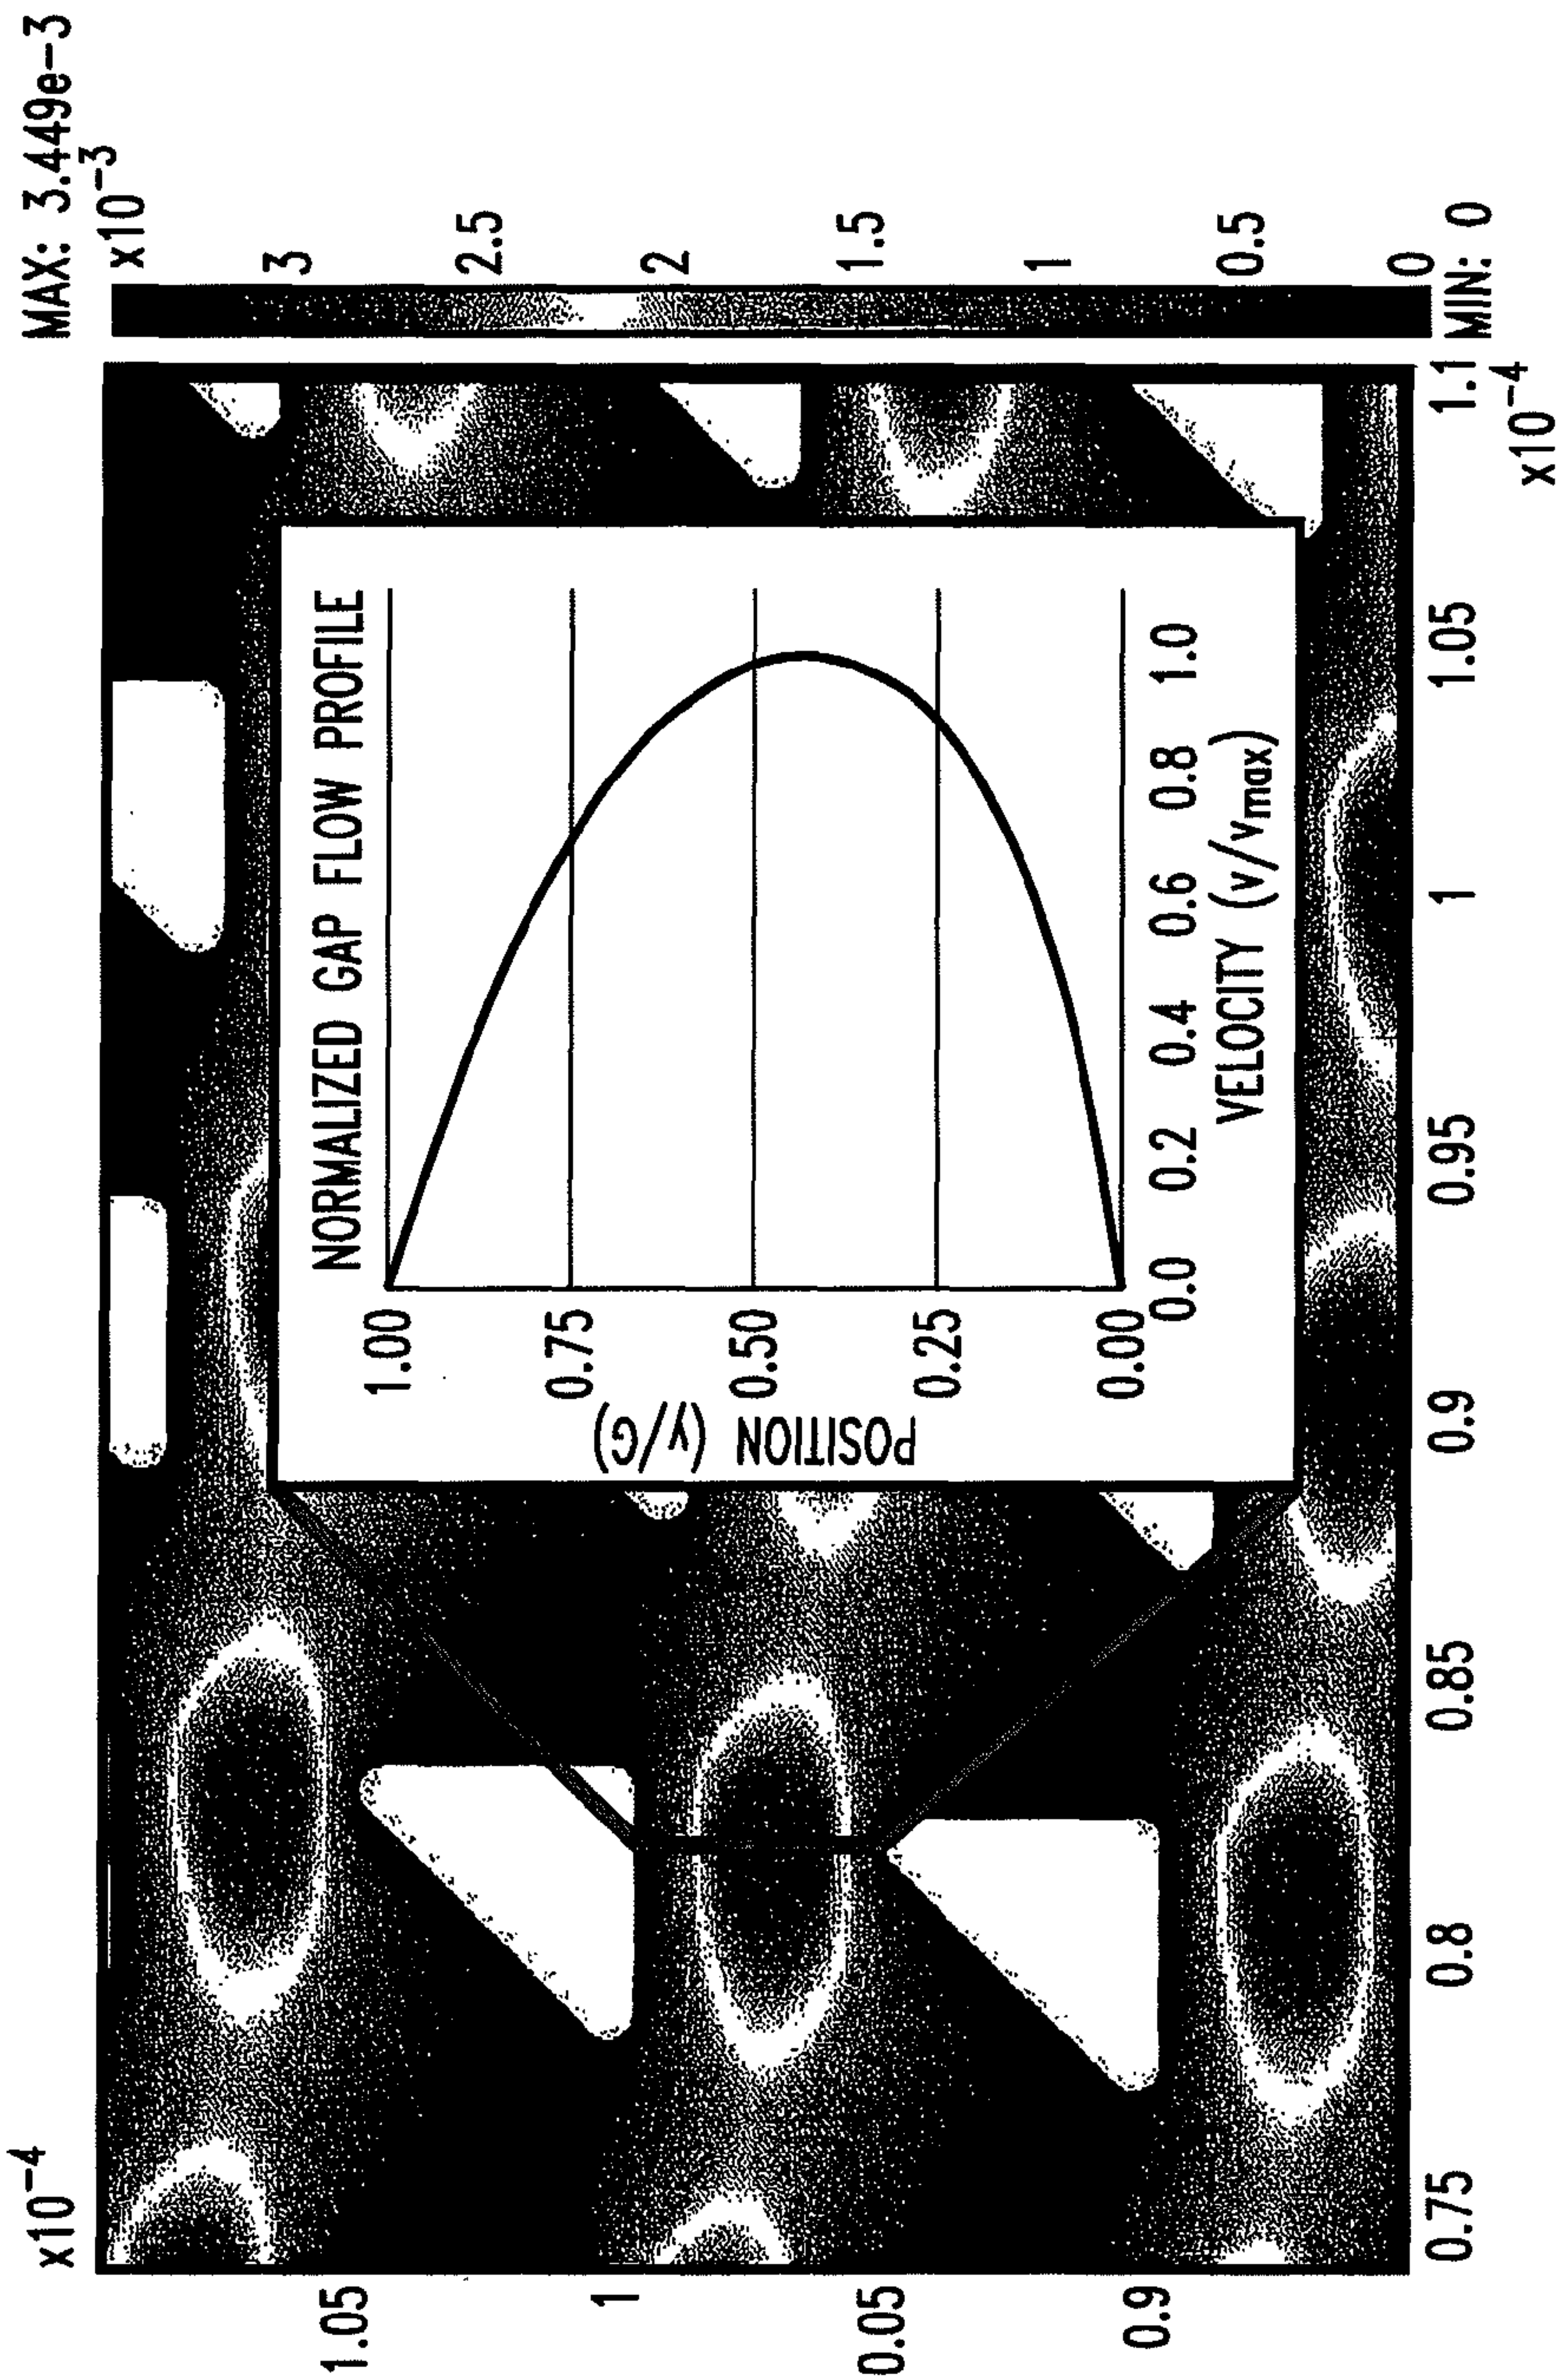 x10⁻⁴
MAX: 3.449e-3
x10⁻³
1.05
1
0.05
0.9
3
2.5
2
1.5
1
0.5
0
MIN: 0
NORMALIZED GAP FLOW PROFILE
POSITION (y/G)
1.00
0.75
0.50
0.25
0.00
0.0 0.2 0.4 0.6 0.8 1.0
VELOCITY (v/vmax)
0.75 0.8 0.85 0.9 0.95 1 1.05 1.1
x10⁻⁴